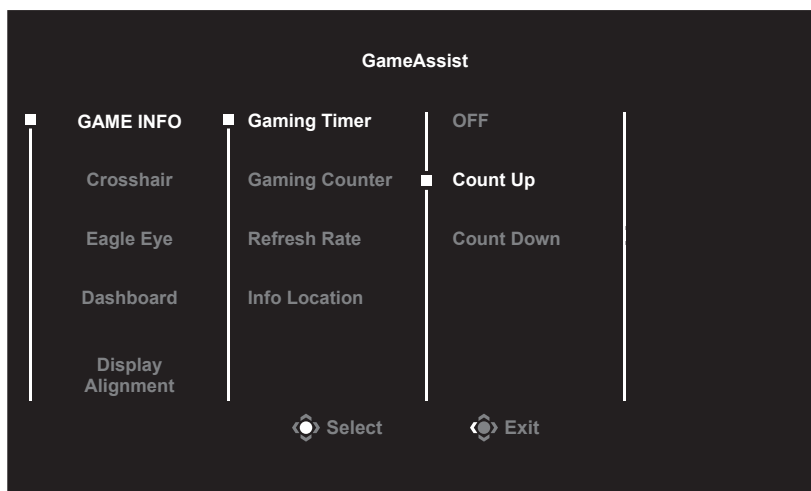 GameAssist
GAME INFO
Crosshair
Eagle Eye
Dashboard
Display
Alignment
Gaming Timer
Gaming Counter
Refresh Rate
Info Location
OFF
Count Up
Count Down
Select
Exit